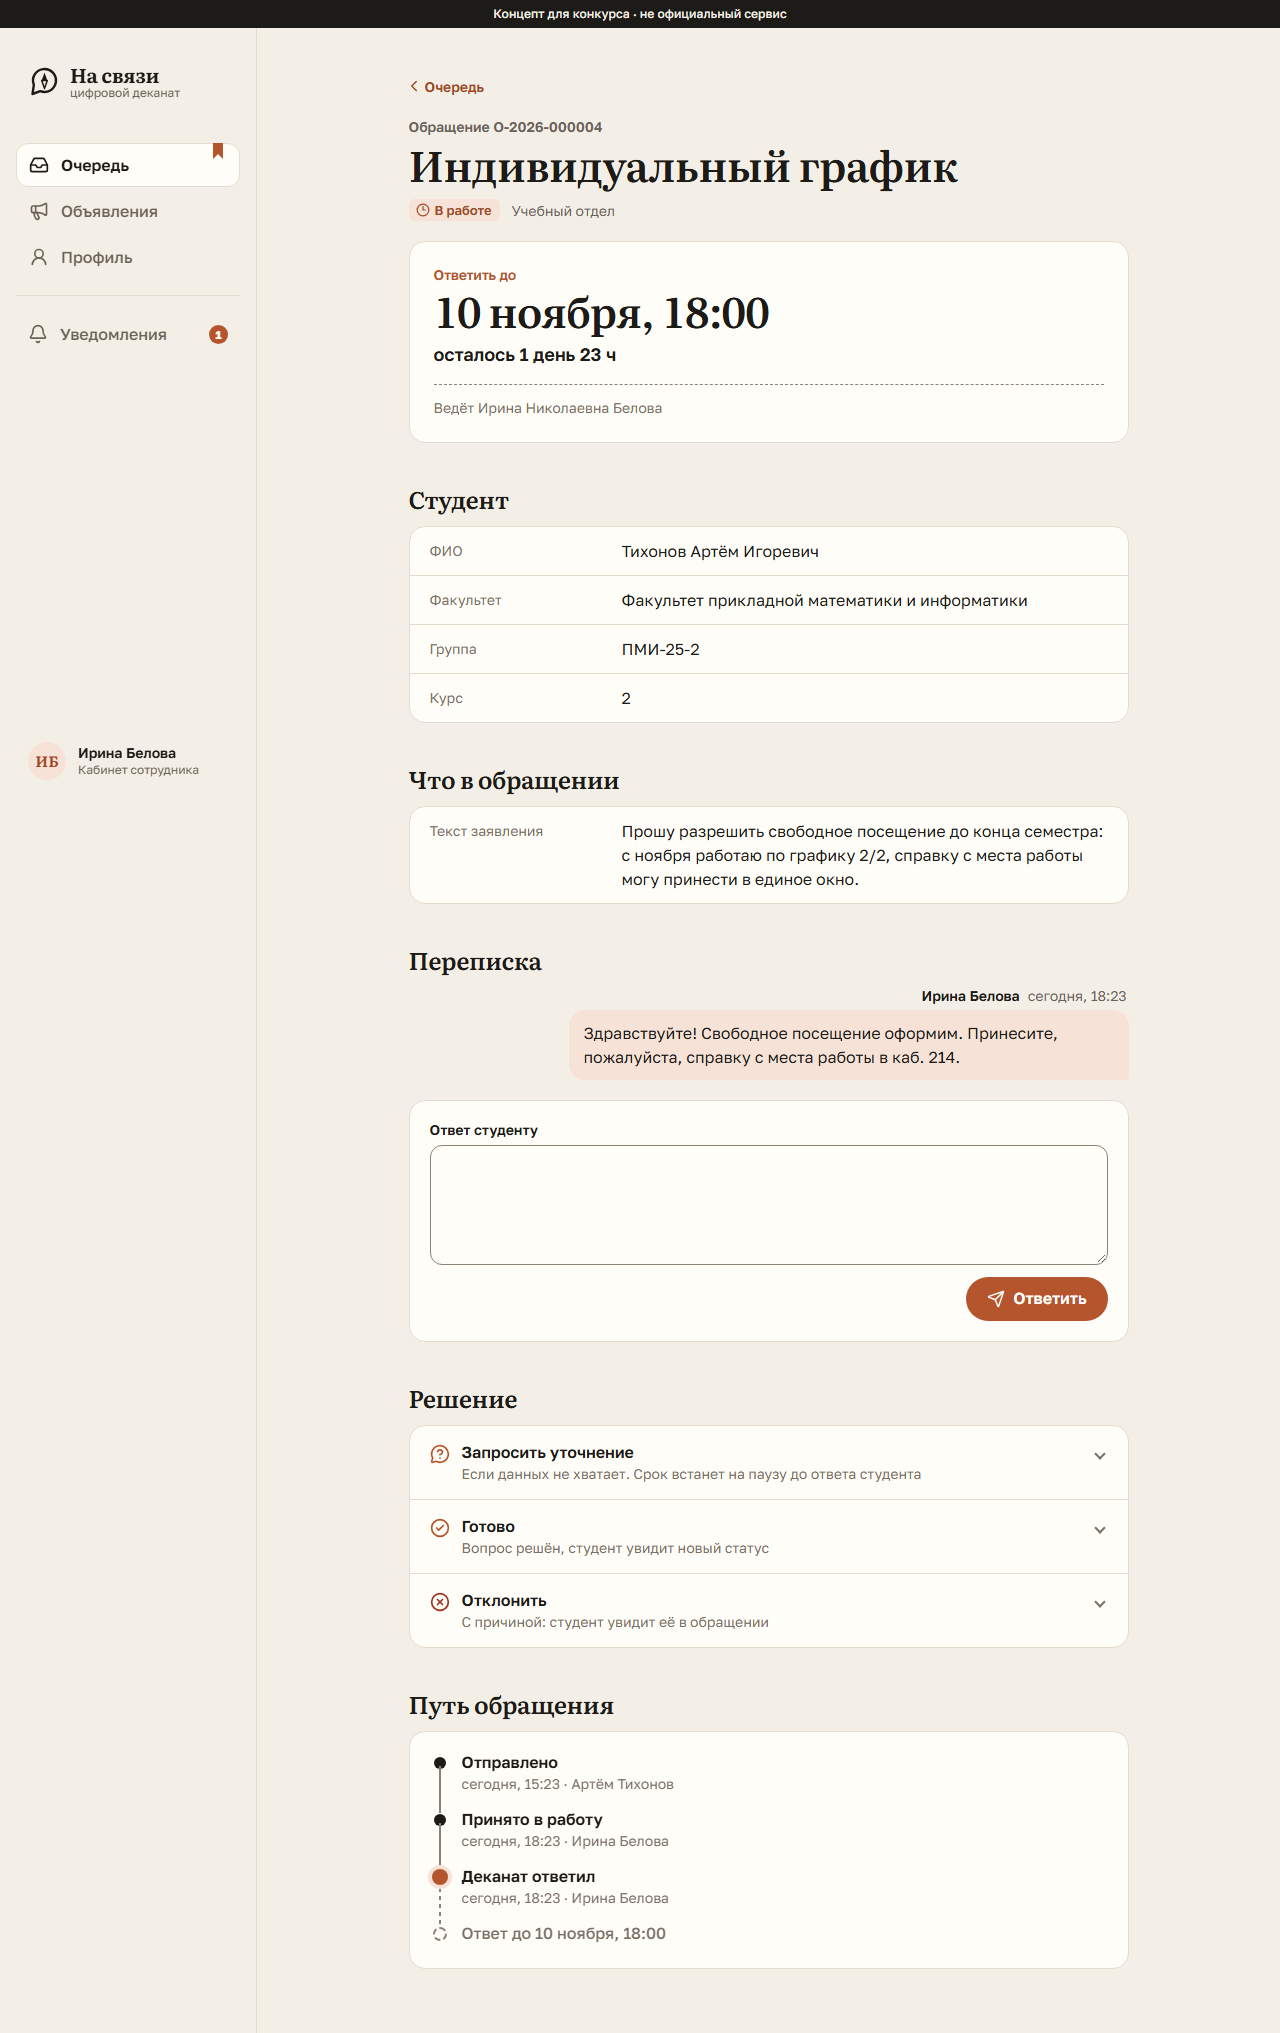 Концепт для конкурса · не официальный сервис
На связи
цифровой деканат
Очередь
Объявления
Профиль
Уведомления
1
ИБ
Ирина Белова
Кабинет сотрудника
Очередь
Обращение О-2026-000004
Индивидуальный график
В работе
Учебный отдел
Ответить до
10 ноября, 18:00
осталось 1 день 23 ч
Ведёт Ирина Николаевна Белова
Студент
ФИО
Тихонов Артём Игоревич
Факультет
Факультет прикладной математики и информатики
Группа
ПМИ-25-2
Курс
2
Что в обращении
Текст заявления
Прошу разрешить свободное посещение до конца семестра:
с ноября работаю по графику 2/2, справку с места работы
могу принести в единое окно.
Переписка
Ирина Белова сегодня, 18:23
Здравствуйте! Свободное посещение оформим. Принесите,
пожалуйста, справку с места работы в каб. 214.
Ответ студенту
Ответить
Решение
Запросить уточнение
Если данных не хватает. Срок встанет на паузу до ответа студента
Готово
Вопрос решён, студент увидит новый статус
Отклонить
С причиной: студент увидит её в обращении
Путь обращения
Отправлено
сегодня, 15:23 · Артём Тихонов
Принято в работу
сегодня, 18:23 · Ирина Белова
Деканат ответил
сегодня, 18:23 · Ирина Белова
Ответ до 10 ноября, 18:00